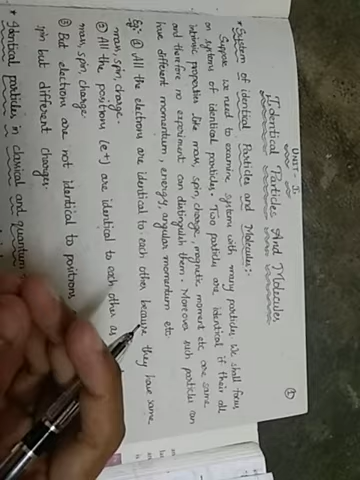 UNIT - I.
①
Identical Particles And Molecules
* System of identical Particles and Molecules:-
Suppose we need to examine system with many particles. We shall focus
on systems of identical particles. Two particles are identical if their all
intrinsic properties like mass, spin, charge, magnetic moment etc are same
and therefore no experiment can distinguish them. Moreover such particles can
have different momentum, energy, angular momentum etc.
Eg:- ① All the electrons are identical to each other because they have same
mass, spin, charge.
② All the positions (e+) are identical to each other as
mass, spin, charge.
③ But electrons are not identical to positrons
spin but different charges.
* Identical particles in classical and quantum